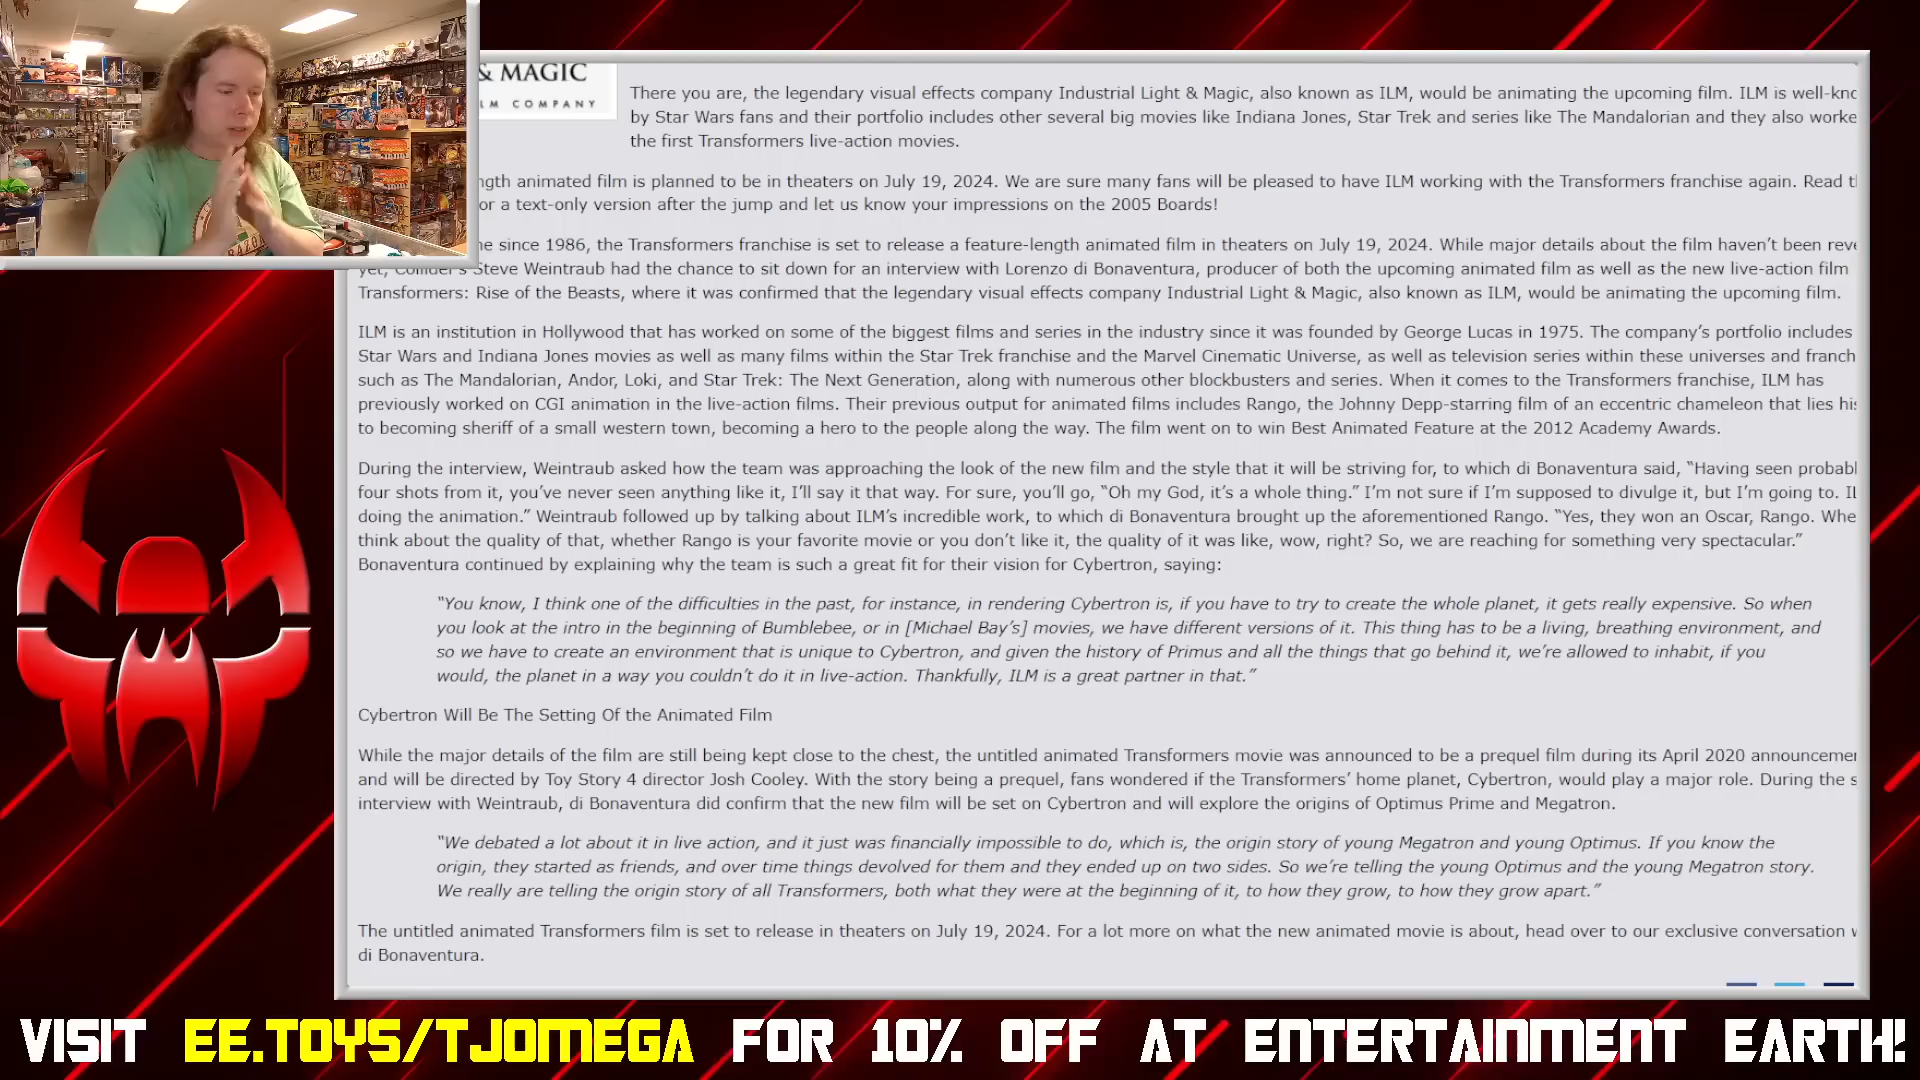 & MAGIC
LM COMPANY
There you are, the legendary visual effects company Industrial Light & Magic, also known as ILM, would be animating the upcoming film. ILM is well-kno
by Star Wars fans and their portfolio includes other several big movies like Indiana Jones, Star Trek and series like The Mandalorian and they also worke
the first Transformers live-action movies.
ngth animated film is planned to be in theaters on July 19, 2024. We are sure many fans will be pleased to have ILM working with the Transformers franchise again. Read t
or a text-only version after the jump and let us know your impressions on the 2005 Boards!
ne since 1986, the Transformers franchise is set to release a feature-length animated film in theaters on July 19, 2024. While major details about the film haven't been reve
yet, Collider's Steve Weintraub had the chance to sit down for an interview with Lorenzo di Bonaventura, producer of both the upcoming animated film as well as the new live-action film
Transformers: Rise of the Beasts, where it was confirmed that the legendary visual effects company Industrial Light & Magic, also known as ILM, would be animating the upcoming film.
ILM is an institution in Hollywood that has worked on some of the biggest films and series in the industry since it was founded by George Lucas in 1975. The company's portfolio includes
Star Wars and Indiana Jones movies as well as many films within the Star Trek franchise and the Marvel Cinematic Universe, as well as television series within these universes and franch
such as The Mandalorian, Andor, Loki, and Star Trek: The Next Generation, along with numerous other blockbusters and series. When it comes to the Transformers franchise, ILM has
previously worked on CGI animation in the live-action films. Their previous output for animated films includes Rango, the Johnny Depp-starring film of an eccentric chameleon that lies his
to becoming sheriff of a small western town, becoming a hero to the people along the way. The film went on to win Best Animated Feature at the 2012 Academy Awards.
During the interview, Weintraub asked how the team was approaching the look of the new film and the style that it will be striving for, to which di Bonaventura said, "Having seen probabl
four shots from it, you've never seen anything like it, I'll say it that way. For sure, you'll go, "Oh my God, it's a whole thing." I'm not sure if I'm supposed to divulge it, but I'm going to. IL
doing the animation." Weintraub followed up by talking about ILM's incredible work, to which di Bonaventura brought up the aforementioned Rango. "Yes, they won an Oscar, Rango. Whe
think about the quality of that, whether Rango is your favorite movie or you don't like it, the quality of it was like, wow, right? So, we are reaching for something very spectacular."
Bonaventura continued by explaining why the team is such a great fit for their vision for Cybertron, saying:
"You know, I think one of the difficulties in the past, for instance, in rendering Cybertron is, if you have to try to create the whole planet, it gets really expensive. So when
you look at the intro in the beginning of Bumblebee, or in [Michael Bay's] movies, we have different versions of it. This thing has to be a living, breathing environment, and
so we have to create an environment that is unique to Cybertron, and given the history of Primus and all the things that go behind it, we're allowed to inhabit, if you
would, the planet in a way you couldn't do it in live-action. Thankfully, ILM is a great partner in that."
Cybertron Will Be The Setting Of the Animated Film
While the major details of the film are still being kept close to the chest, the untitled animated Transformers movie was announced to be a prequel film during its April 2020 announcemer
and will be directed by Toy Story 4 director Josh Cooley. With the story being a prequel, fans wondered if the Transformers' home planet, Cybertron, would play a major role. During the s
interview with Weintraub, di Bonaventura did confirm that the new film will be set on Cybertron and will explore the origins of Optimus Prime and Megatron.
"We debated a lot about it in live action, and it just was financially impossible to do, which is, the origin story of young Megatron and young Optimus. If you know the
origin, they started as friends, and over time things devolved for them and they ended up on two sides. So we're telling the young Optimus and the young Megatron story.
We really are telling the origin story of all Transformers, both what they were at the beginning of it, to how they grow, to how they grow apart."
The untitled animated Transformers film is set to release in theaters on July 19, 2024. For a lot more on what the new animated movie is about, head over to our exclusive conversation w
di Bonaventura.
VISIT EE.TOYS/TJOMEGA FOR 10% OFF AT ENTERTAINMENT EARTH!